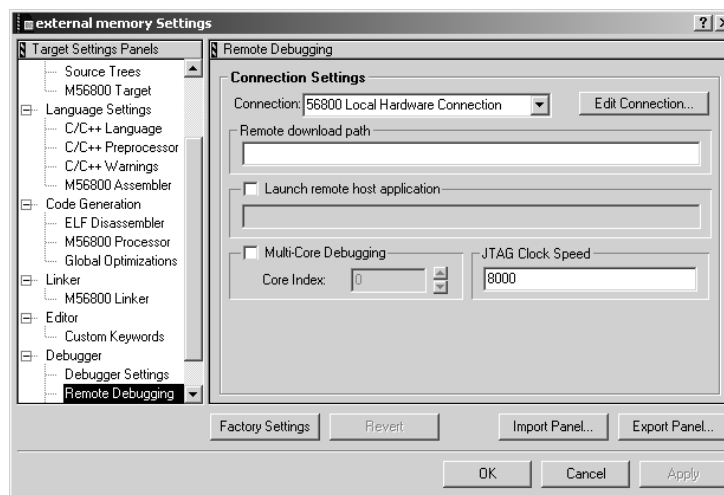 external memory Settings
Target Settings Panels
Source Trees
M56800 Target
Language Settings
C/C++ Language
C/C++ Preprocessor
C/C++ Warnings
M56800 Assembler
Code Generation
ELF Disassembler
M56800 Processor
Global Optimizations
Linker
M56800 Linker
Editor
Custom Keywords
Debugger
Debugger Settings
Remote Debugging
Remote Debugging
Connection Settings
Connection: 56800 Local Hardware Connection Edit Connection...
Remote download path
Launch remote host application
Multi-Core Debugging JTAG Clock Speed
Core Index: 0 8000
Factory Settings Revert Import Panel... Export Panel...
OK Cancel Apply